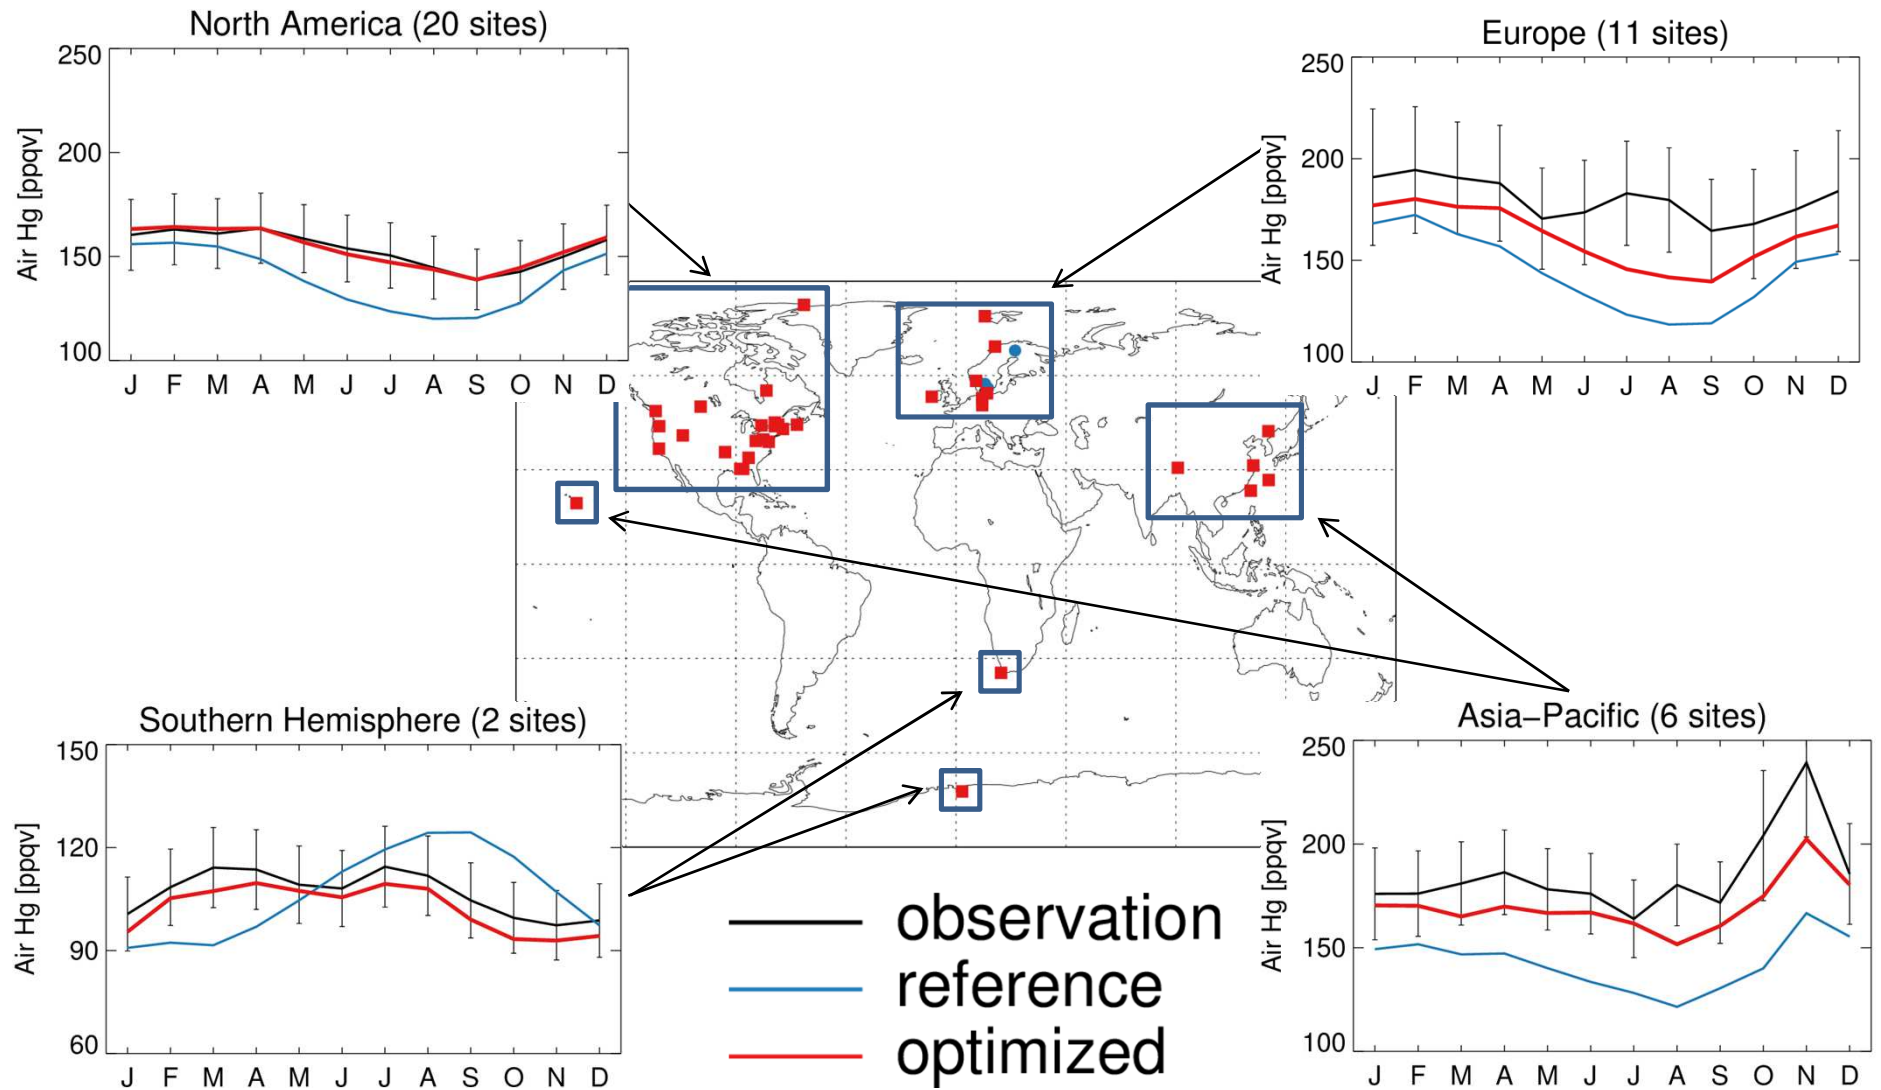 North America (20 sites)
250
200
150
100
Air Hg [ppqv]
J F M A M J J A S O N D
Europe (11 sites)
250
200
150
100
Air Hg [ppqv]
J F M A M J J A S O N D
Southern Hemisphere (2 sites)
150
120
90
60
Air Hg [ppqv]
J F M A M J J A S O N D
Asia−Pacific (6 sites)
250
200
150
100
Air Hg [ppqv]
J F M A M J J A S O N D
observation
reference
optimized